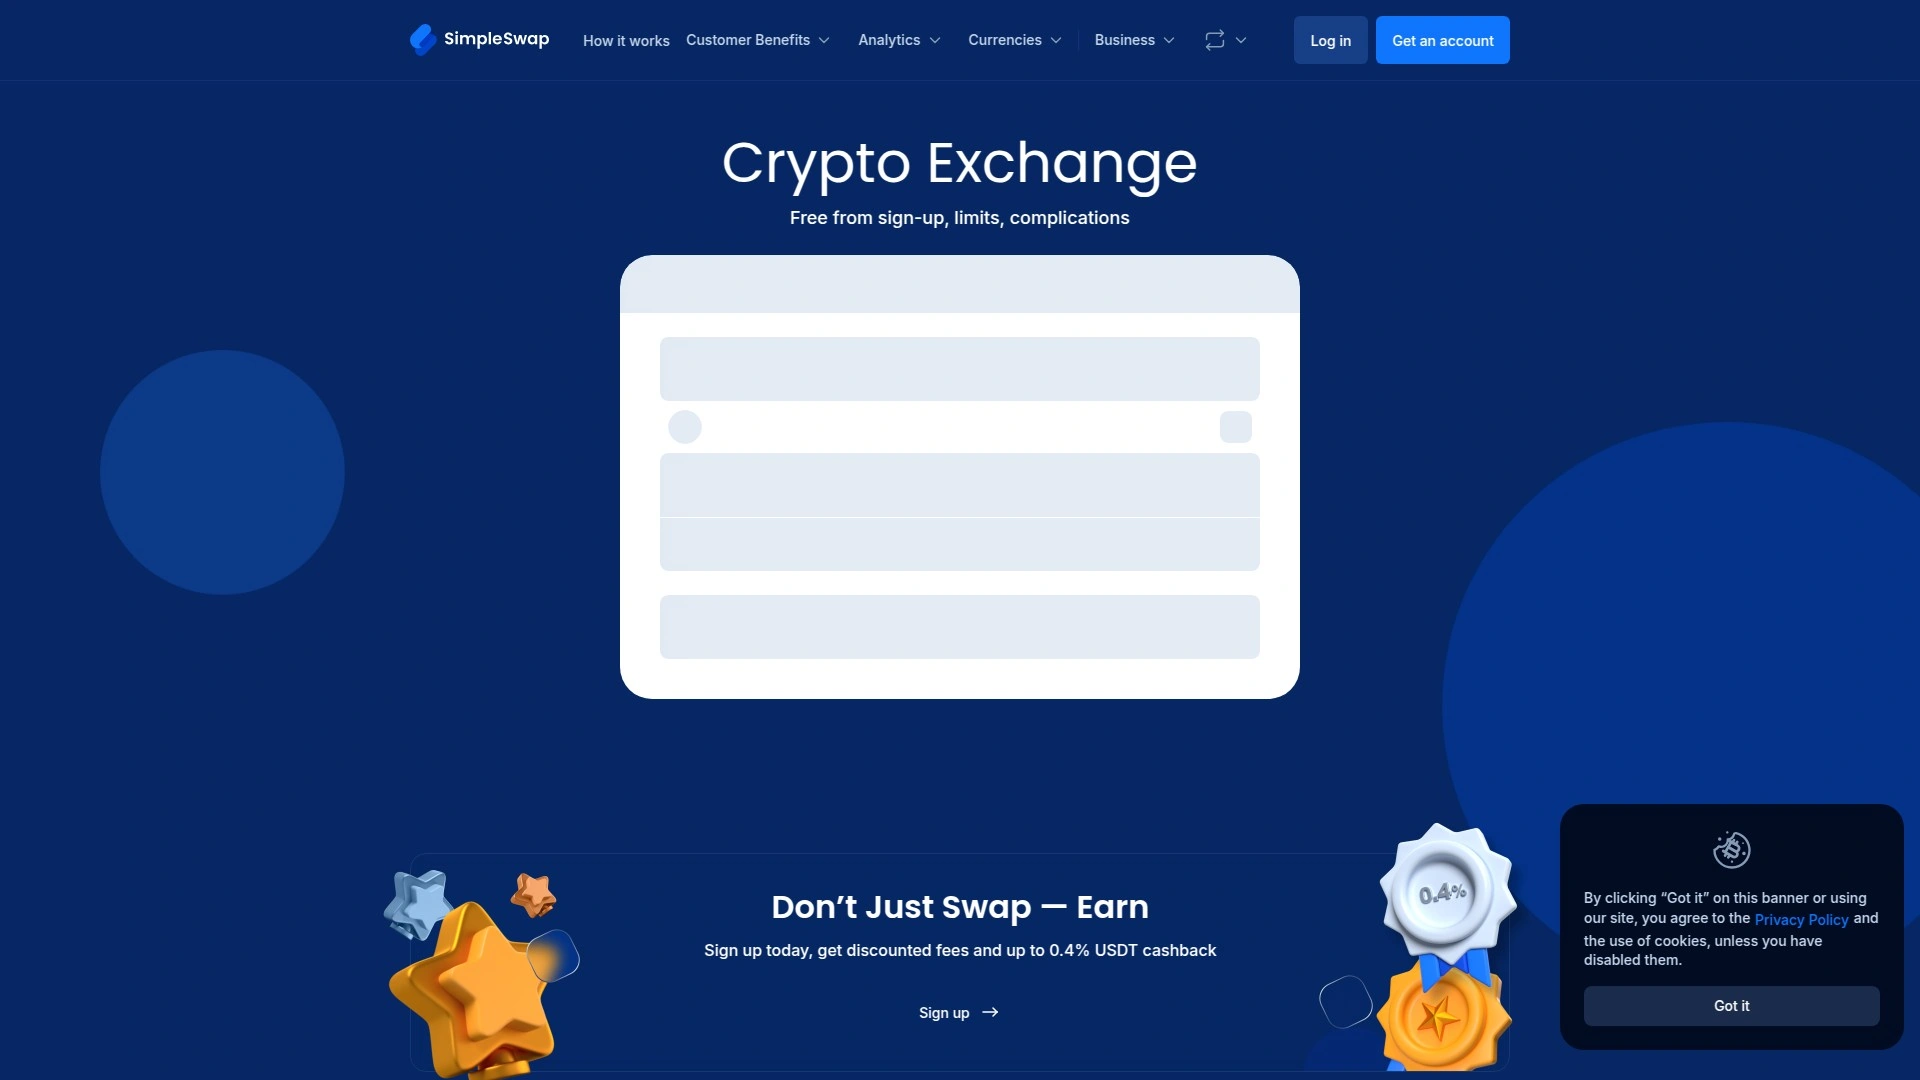 SimpleSwap
How it works
Customer Benefits
Analytics
Currencies
Business
Log in
Get an account
Crypto Exchange
Free from sign-up, limits, complications
Don’t Just Swap — Earn
Sign up today, get discounted fees and up to 0.4% USDT cashback
Sign up
0.4%
By clicking “Got it” on this banner or using
our site, you agree to the Privacy Policy and
the use of cookies, unless you have
disabled them.
Got it